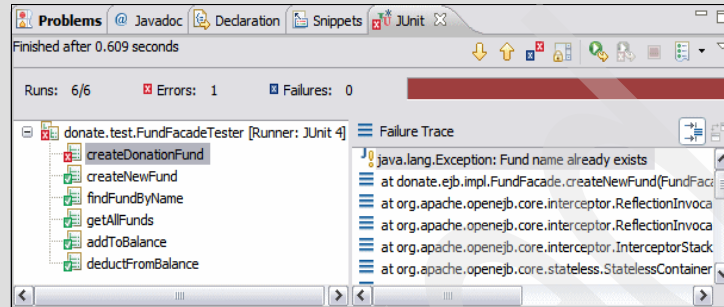 Problems @ Javadoc Declaration Snippets JUnit
Finished after 0.609 seconds
Runs: 6/6 Errors: 1 Failures: 0
donate.test.FundFacadeTester [Runner: JUnit 4]
createDonationFund
createNewFund
findFundByName
getAllFunds
addToBalance
deductFromBalance
Failure Trace
java.lang.Exception: Fund name already exists
at donate.ejb.impl.FundFacade.createNewFund(FundFaca
at org.apache.openejb.core.interceptor.ReflectionInvoca
at org.apache.openejb.core.interceptor.ReflectionInvoca
at org.apache.openejb.core.interceptor.InterceptorStack
at org.apache.openejb.core.stateless.StatelessContainer